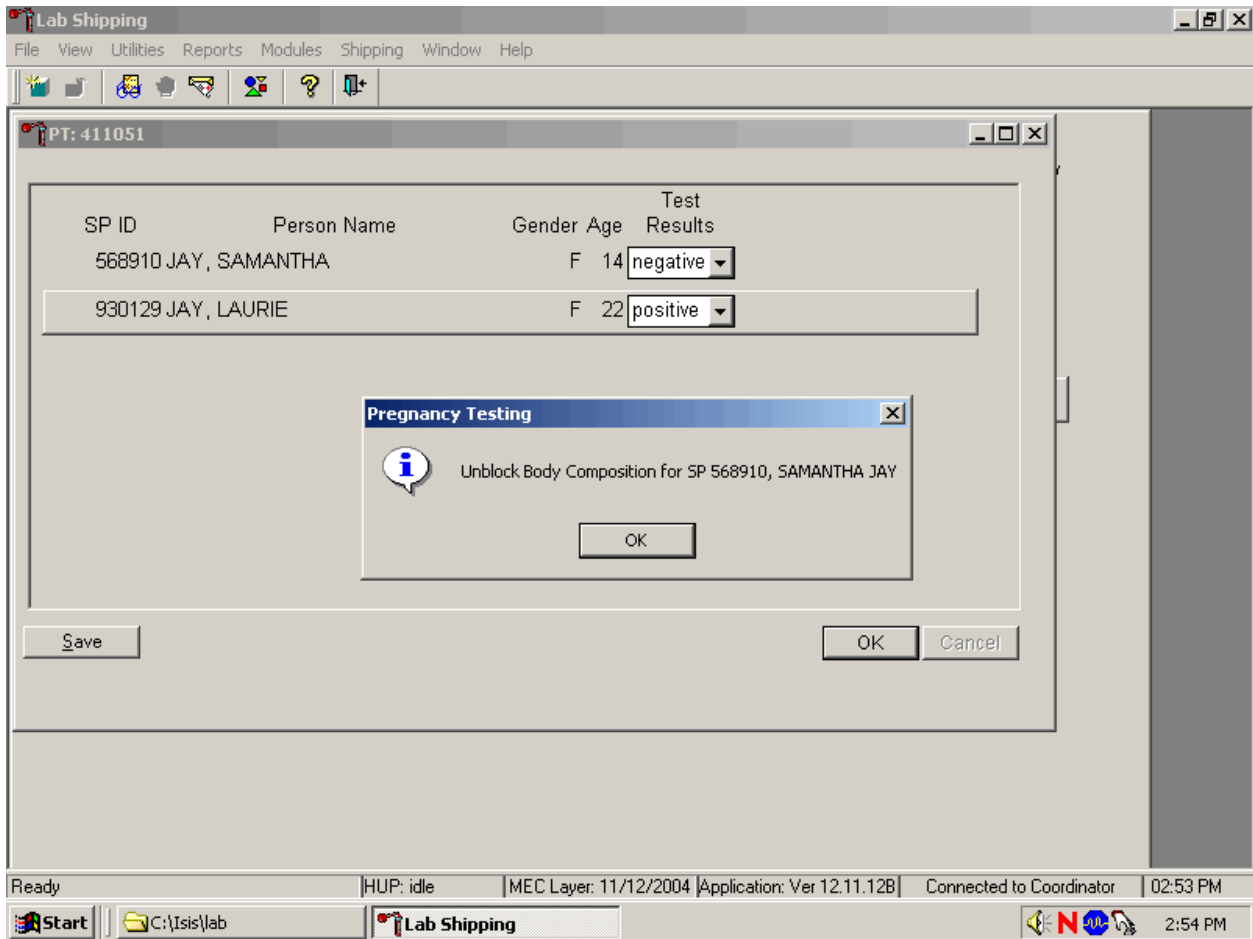 Lab Shipping
File View Utilities Reports Modules Shipping Window Help
PT: 411051
Test
SP ID Person Name Gender Age Results
568910 JAY, SAMANTHA F 14 negative
930129 JAY, LAURIE F 22 positive
Pregnancy Testing
Unblock Body Composition for SP 568910, SAMANTHA JAY
OK
Save OK Cancel
Ready HUP: idle MEC Layer: 11/12/2004 Application: Ver 12.11.12B Connected to Coordinator 02:53 PM
Start C:\Isis\lab Lab Shipping N 2:54 PM